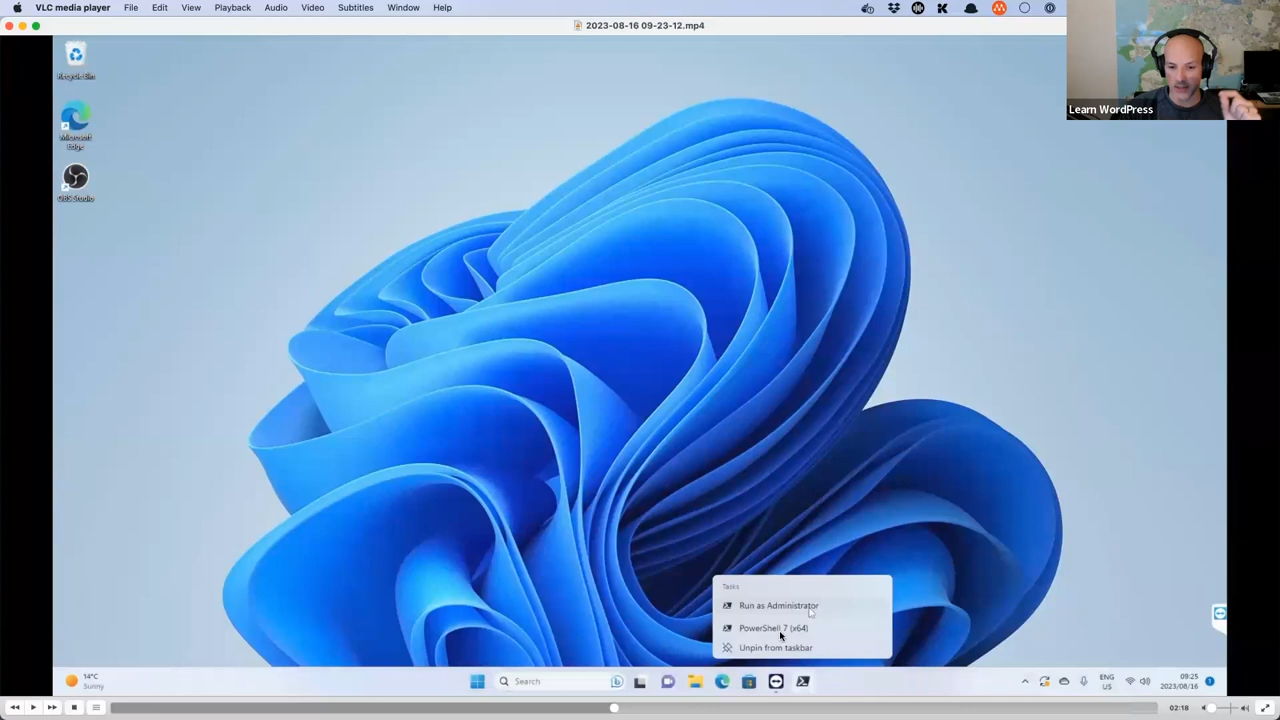 VLC media player File Edit View Playback Audio Video Subtitles Window Help
2023-08-16 09-23-12.mp4
Learn WordPress
Recycle Bin
Microsoft
Edge
OBS Studio
Tasks
Run as Administrator
PowerShell 7 (x64)
Unpin from taskbar
14°C
Sunny
Search
ENG
US
09:25
2023/08/16
1
02:18